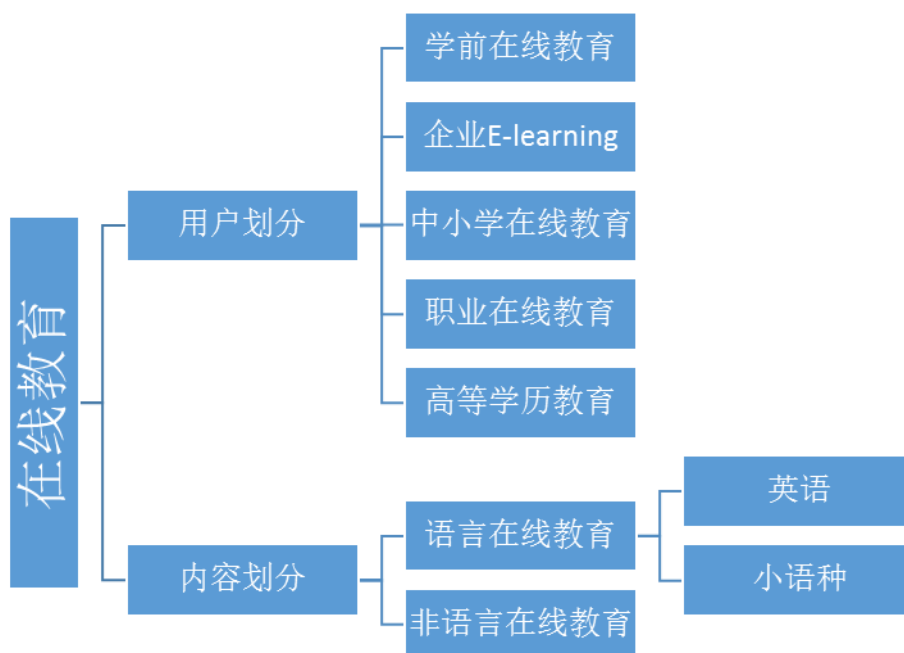 在线教育
用户划分
学前在线教育
企业E-learning
中小学在线教育
职业在线教育
高等学历教育
内容划分
语言在线教育
英语
小语种
非语言在线教育